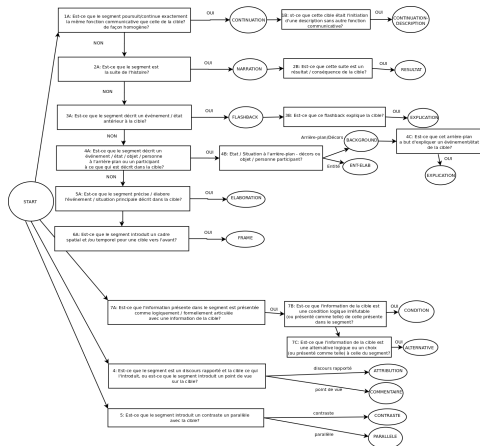 1A: Est-ce que le segment poursuit/continue exactement
la même fonction communicative que celle de la cible?
de façon homogène?
OUI
CONTINUATION
1B: st-ce que cette cible était l'initiation
d'une description sans autre fonction
communicative?
OUI
CONTINUATION-
DESCRIPTION
NON
2A: Est-ce que le segment est
la suite de l'histoire?
OUI
NARRATION
2B: Est-ce que cette suite est un
résultat / conséquence de la cible?
OUI
RESULTAT
NON
3A: Est-ce que le segment décrit un événement / état
antérieur à la cible?
OUI
FLASHBACK
3B: Est-ce que ce flashback explique la cible?
OUI
EXPLICATION
NON
4A: Est-ce que le segment décrit un
événement / état / objet / personne
à l'arrière-plan ou un participant
à ce que qui est décrit dans la cible?
OUI
4B: Etat / Situation à l'arrière-plan - décors ou
objet / personne participant?
Arrière-plan/Décors
BACKGROUND
Entité
ENT-ELAB
OUI
4C: Est-ce que cet arrière-plan
a but d'expliquer un événement/état
de la cible?
OUI
EXPLICATION
NON
START
5A: Est-ce que le segment précise / élabore
l'événement / situation principale décrit dans la cible?
OUI
ELABORATION
6A: Est-ce que le segment introduit un cadre
spatial et /ou temporel pour une cible vers l'avant?
OUI
FRAME
7A: Est-ce que l'information présente dans le segment est présentée
comme logiquement / formellement articulée
avec une information de la cible?
OUI
7B: Est-ce que l'information de la cible est
une condition logique irréfutable
(ou présenté comme telle) de celle présente
dans le segment?
OUI
CONDITION
7C: Est-ce que l'information de la cible est
une alternative logique ou un choix
(ou présenté comme tele) à celle du segment?
OUI
ALTERNATIVE
4: Est-ce que le segment est un discours rapporté et la cible ce qui
l'introduit, ou est-ce que le segment introduit un point de vue
sur la cible?
discours rapporté
ATTRIBUTION
point de vue
COMMENTAIRE
5: Est-ce que le segment introduit un contraste un parallèle
avec la cible?
contraste
CONTRASTE
parallèle
PARALLELE